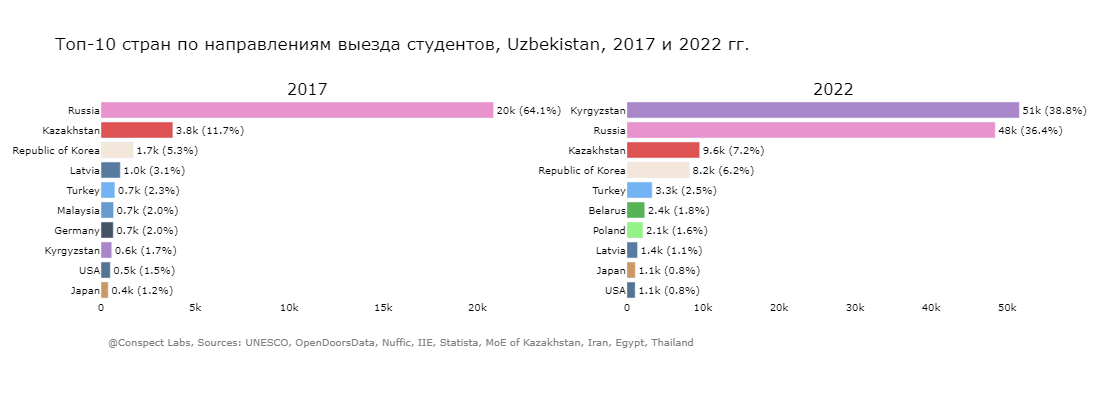 Топ-10 стран по направлениям выезда студентов, Uzbekistan, 2017 и 2022 гг.
2017
Russia 20k (64.1%)
Kazakhstan 3.8k (11.7%)
Republic of Korea 1.7k (5.3%)
Latvia 1.0k (3.1%)
Turkey 0.7k (2.3%)
Malaysia 0.7k (2.0%)
Germany 0.7k (2.0%)
Kyrgyzstan 0.6k (1.7%)
USA 0.5k (1.5%)
Japan 0.4k (1.2%)
0 5k 10k 15k 20k
2022
Kyrgyzstan 51k (38.8%)
Russia 48k (36.4%)
Kazakhstan 9.6k (7.2%)
Republic of Korea 8.2k (6.2%)
Turkey 3.3k (2.5%)
Belarus 2.4k (1.8%)
Poland 2.1k (1.6%)
Latvia 1.4k (1.1%)
Japan 1.1k (0.8%)
USA 1.1k (0.8%)
0 10k 20k 30k 40k 50k
@Conspect Labs, Sources: UNESCO, OpenDoorsData, Nuffic, IIE, Statista, MoE of Kazakhstan, Iran, Egypt, Thailand